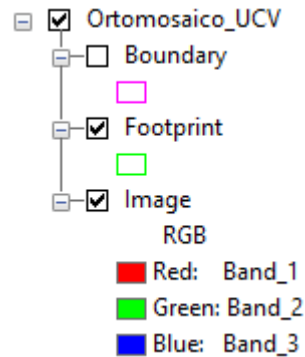 Ortomosaico_UCV
Boundary
Footprint
Image
RGB
Red: Band_1
Green: Band_2
Blue: Band_3